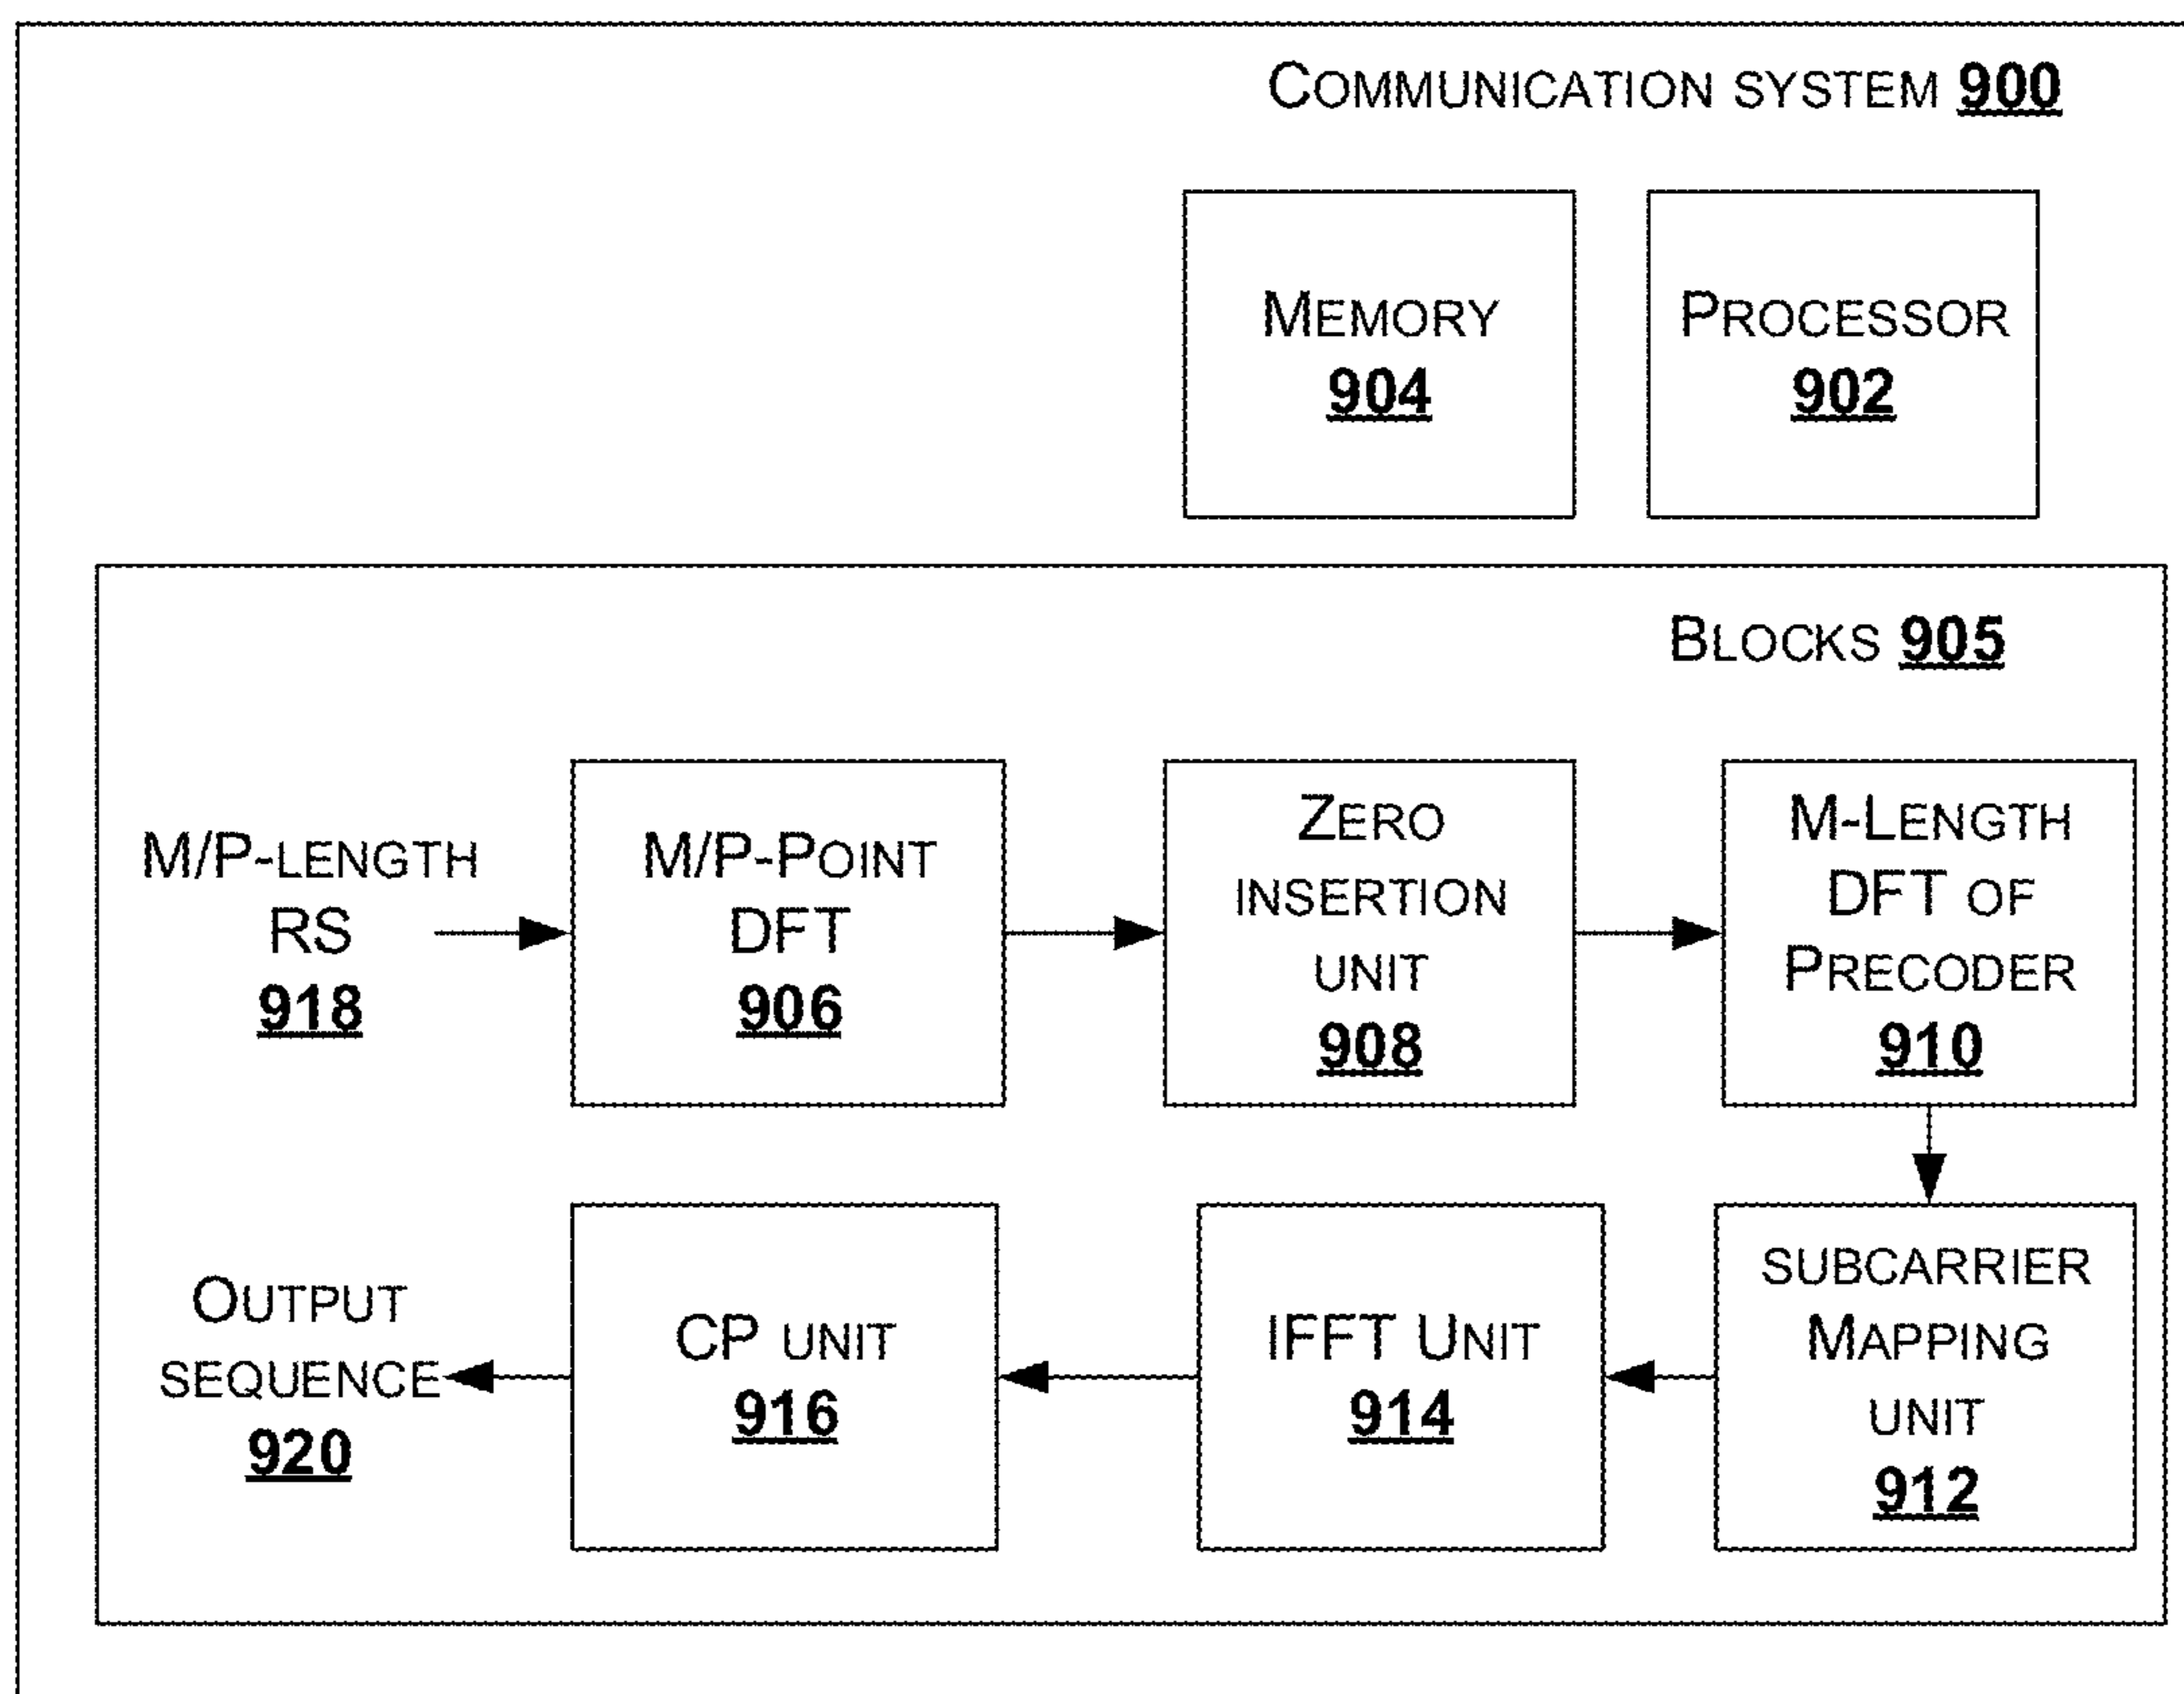 COMMUNICATION SYSTEM 900
MEMORY
904
PROCESSOR
902
BLOCKS 905
M/P-LENGTH
RS
918
M/P-POINT
DFT
906
ZERO
INSERTION
UNIT
908
M-LENGTH
DFT OF
PRECODER
910
SUBCARRIER
MAPPING
UNIT
912
IFFT UNIT
914
CP UNIT
916
OUTPUT
SEQUENCE
920